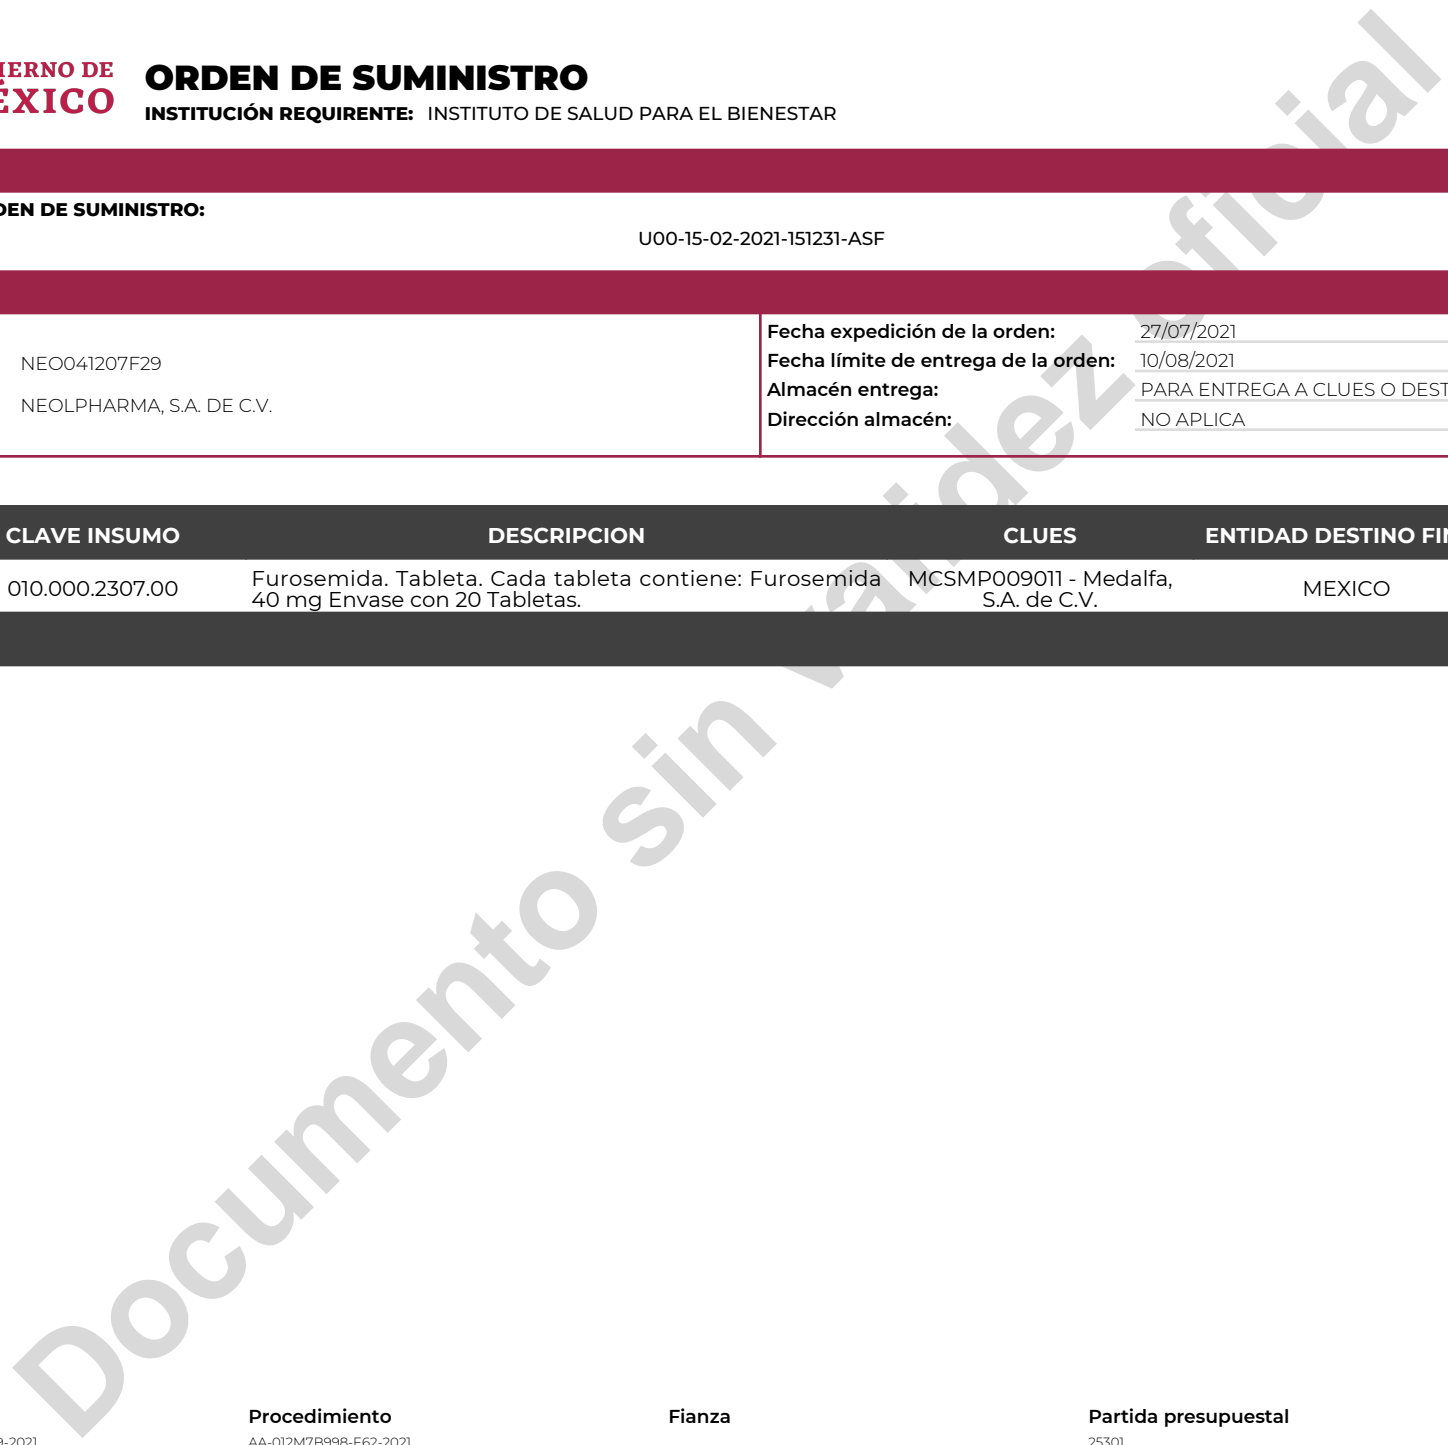 IERNO DE
ÉXICO
ORDEN DE SUMINISTRO
INSTITUCIÓN REQUIRENTE: INSTITUTO DE SALUD PARA EL BIENESTAR
DEN DE SUMINISTRO:
U00-15-02-2021-151231-ASF
NEO041207F29
NEOLPHARMA, S.A. DE C.V.
Fecha expedición de la orden: 27/07/2021
Fecha límite de entrega de la orden: 10/08/2021
Almacén entrega: PARA ENTREGA A CLUES O DEST
Dirección almacén: NO APLICA
CLAVE INSUMO DESCRIPCION CLUES ENTIDAD DESTINO FIN
010.000.2307.00 Furosemida. Tableta. Cada tableta contiene: Furosemida 
40 mg Envase con 20 Tabletas.
MCSMP009011 - Medalfa,
S.A. de C.V.
MEXICO
Documento sin validez oficial
Procedimiento Fianza Partida presupuestal
9-2021 AA-012M7B998-E62-2021 25301